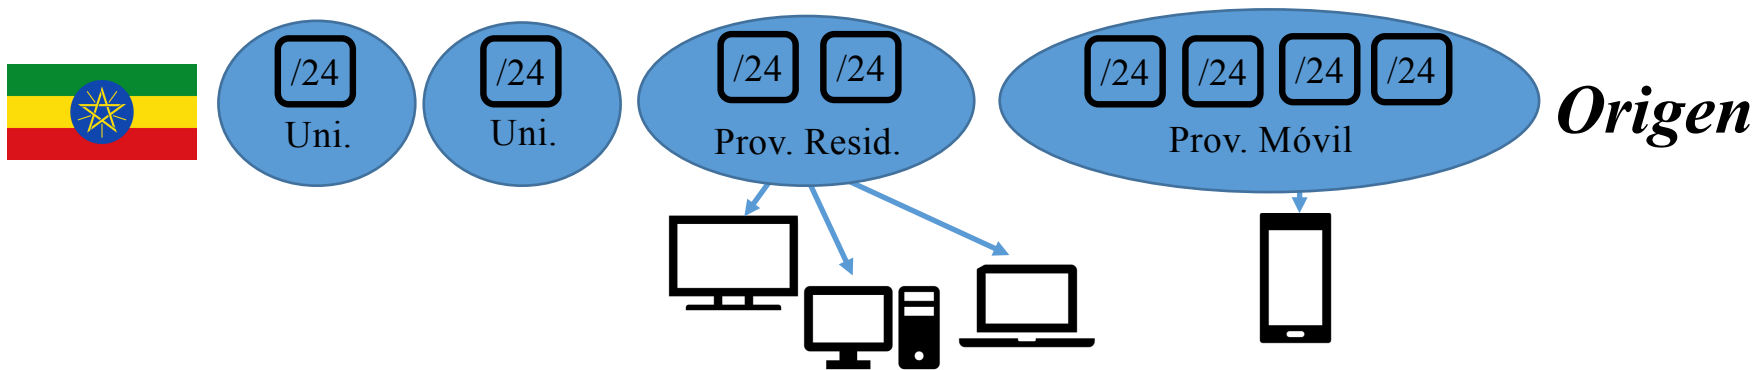 /24
Uni.
/24
Uni.
/24 /24
Prov. Resid.
/24 /24 /24 /24
Prov. Móvil
Origen